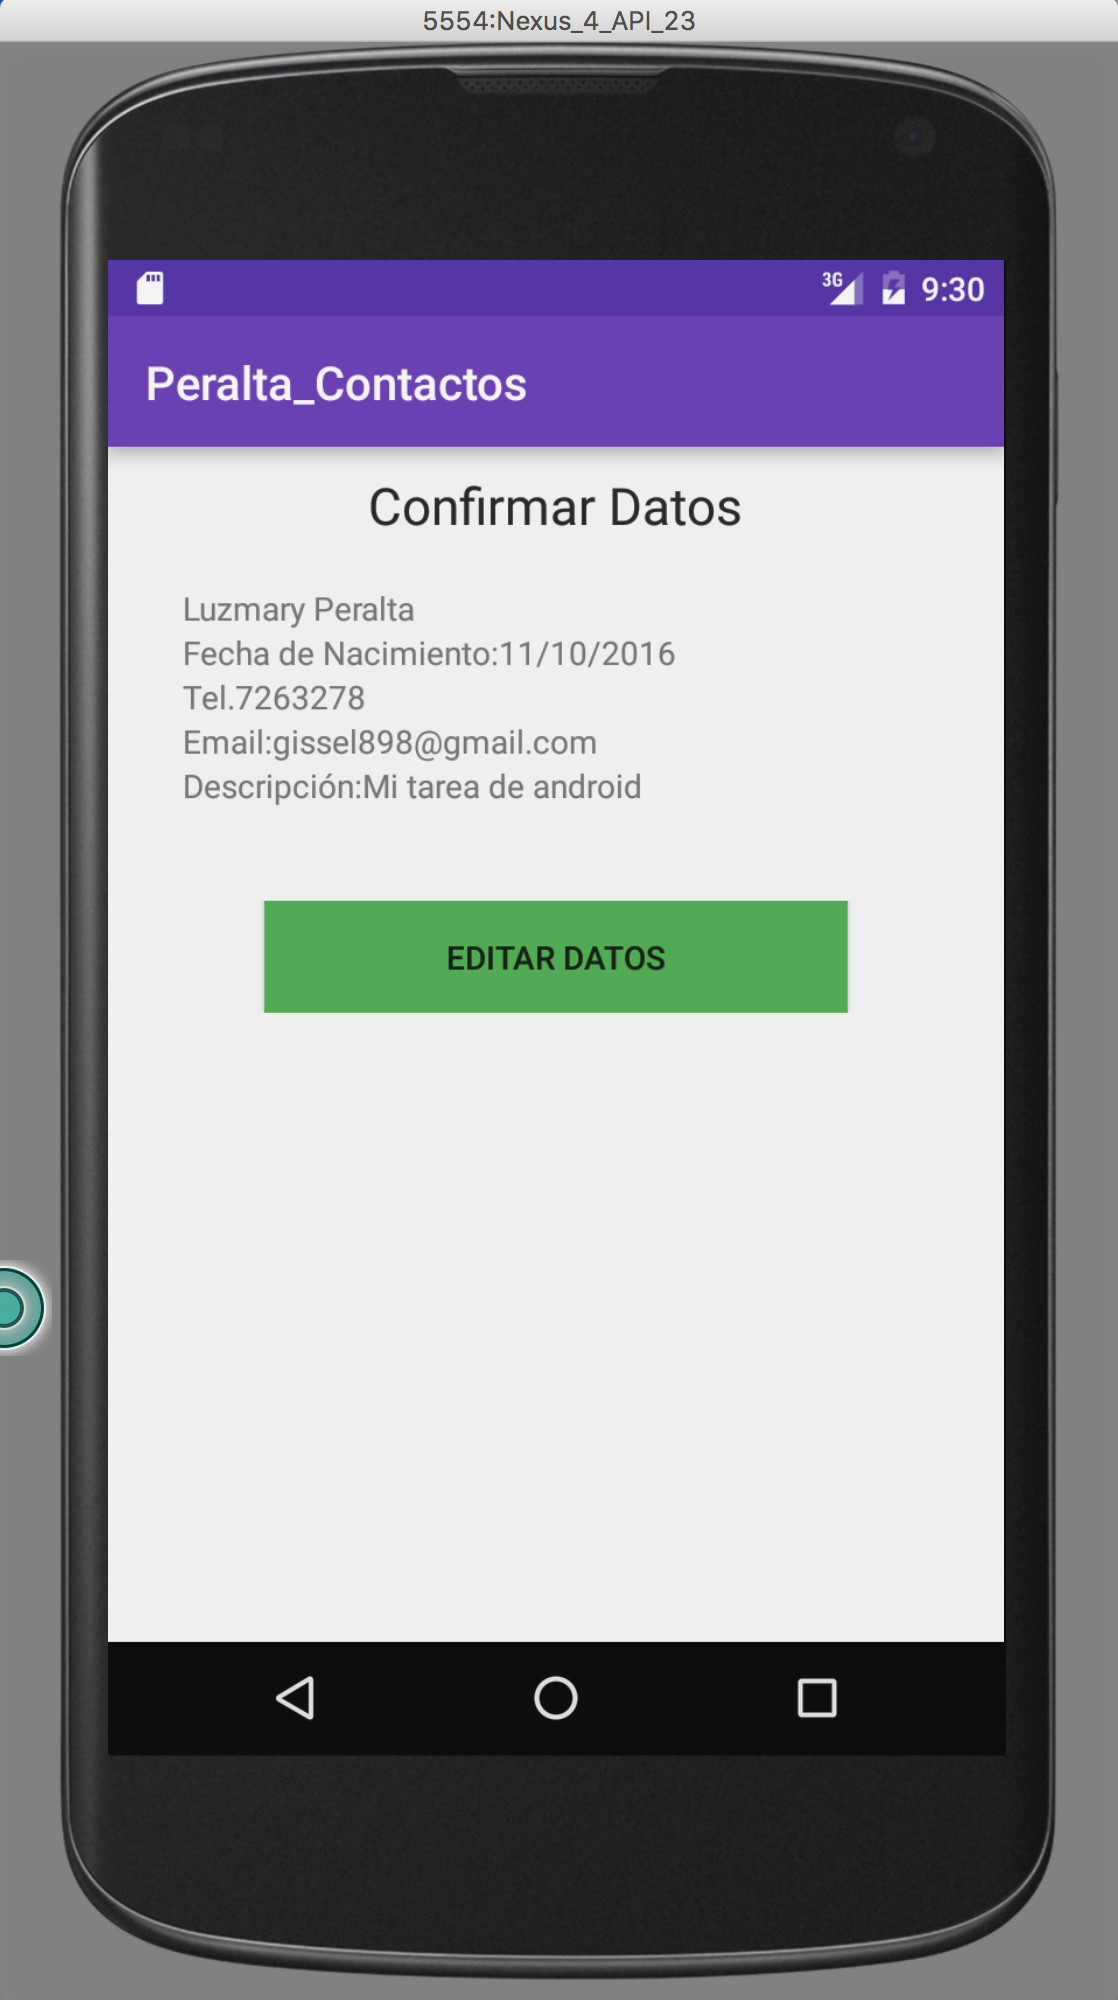 5554:Nexus_4_API_23
3G 9:30
Peralta_Contactos
Confirmar Datos
Luzmary Peralta
Fecha de Nacimiento:11/10/2016
Tel.7263278
Email:gissel898@gmail.com
Descripción:Mi tarea de android
EDITAR DATOS